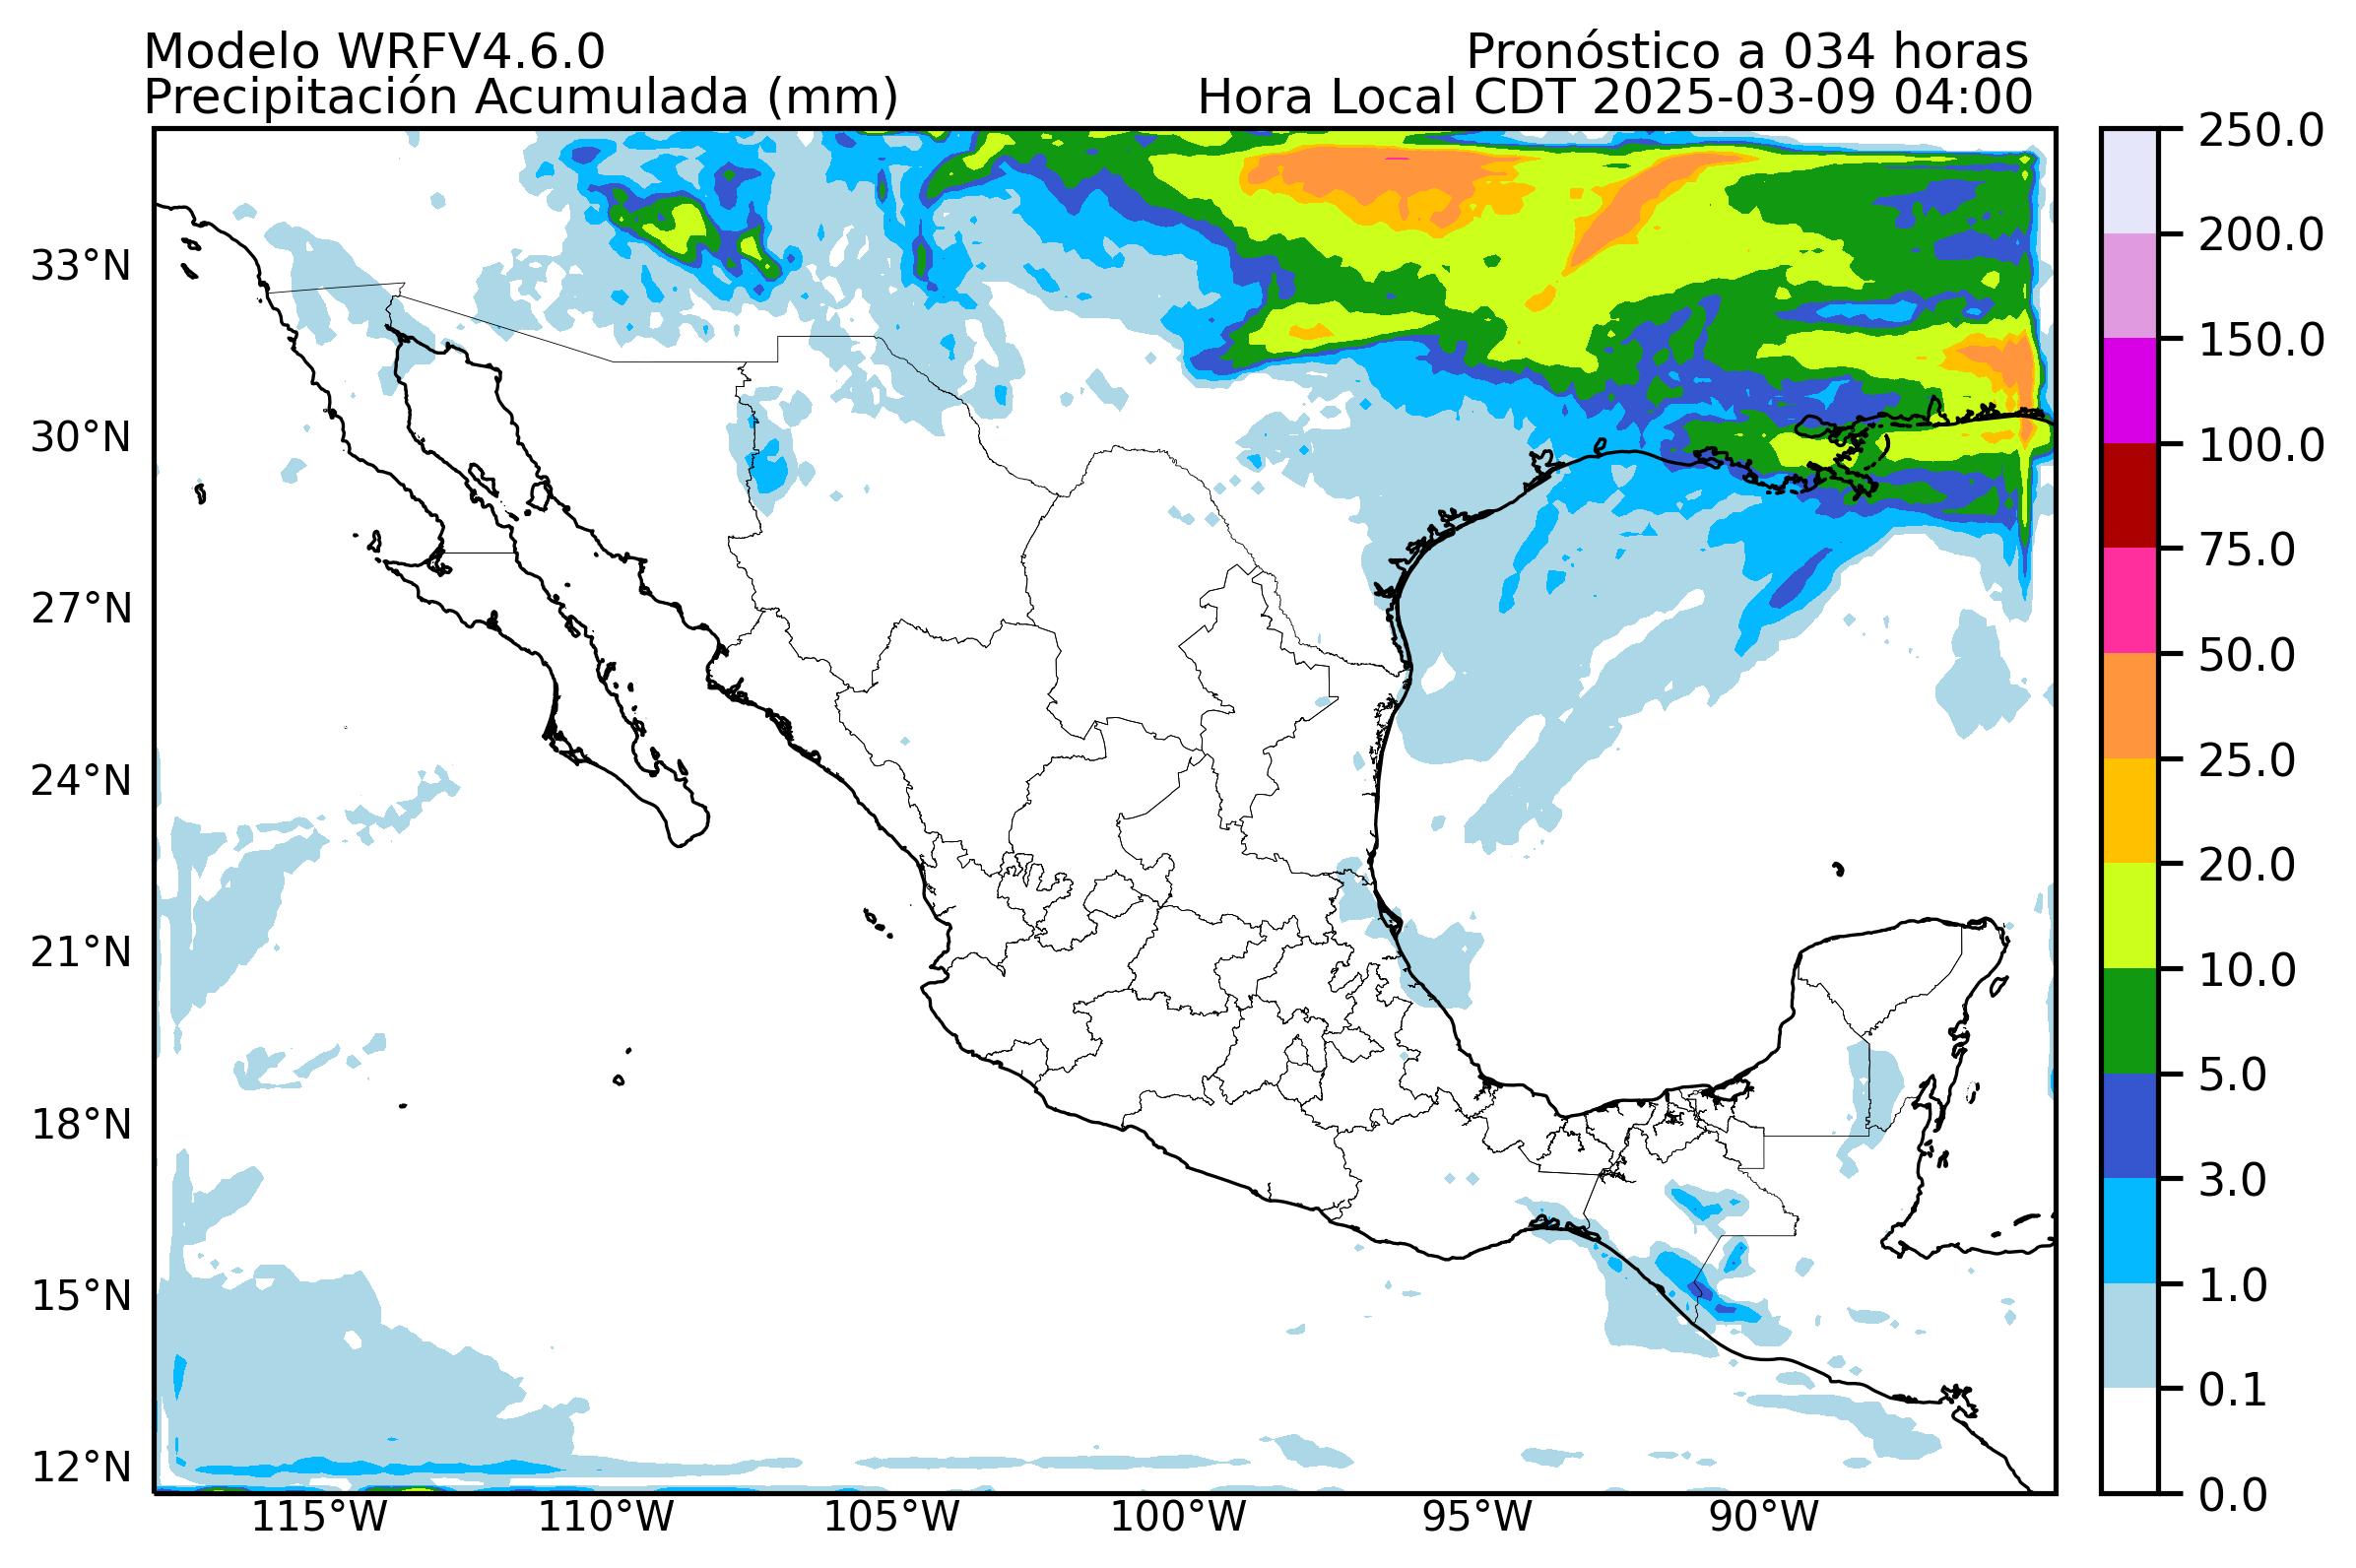 Modelo WRFV4.6.0
Pronóstico a 034 horas
Precipitación Acumulada (mm)
Hora Local CDT 2025-03-09 04:00
33°N
30°N
27°N
24°N
21°N
18°N
15°N
12°N
115°W
110°W
105°W
100°W
95°W
90°W
250.0
200.0
150.0
100.0
75.0
50.0
25.0
20.0
10.0
5.0
3.0
1.0
0.1
0.0